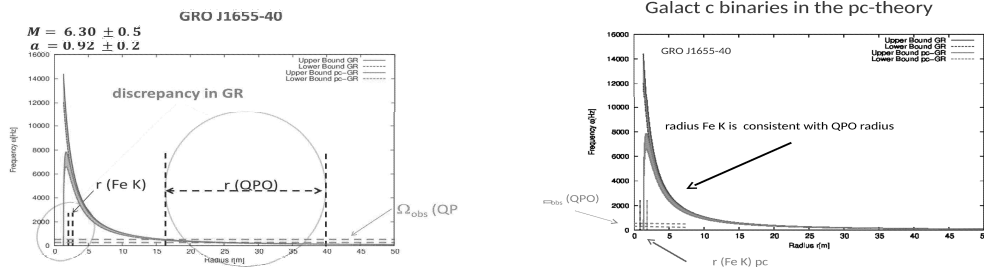 GRO J1655-40
M = 6.30 ± 0.5
a = 0.92 ± 0.2
16000
14000
12000
10000
8000
6000
4000
2000
0
Frequency ω[Hz]
Upper Bound GR
Lower Bound GR
Upper Bound pc-GR
Lower Bound pc-GR
discrepancy in GR
r (Fe K)
r (QPO)
Ωobs (QP
0 5 10 15 20 25 30 35 40 45 50
Radius r[m]
Galact c binaries in the pc-theory
16000
14000
12000
10000
8000
6000
4000
2000
0
GRO J1655-40
Upper Bound GR
Lower Bound GR
Upper Bound pc-GR
Lower Bound pc-GR
radius Fe K is consistent with QPO radius
obs (QPO)
0 5 10 15 20 25 30 35 40 45 50
Radius r[m]
r (Fe K) pc